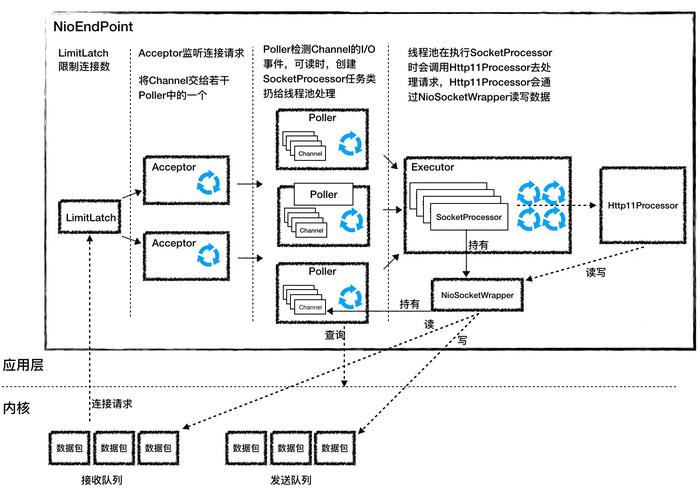 NioEndPoint
LimitLatch
限制连接数
Acceptor监听连接请求
将Channel交给若干
Poller中的一个
Poller检测Channel的I/O
事件，可读时，创建
SocketProcessor任务类
扔给线程池处理
线程池在执行SocketProcessor
时会调用Http11Processor去处
理请求，Http11Processor会通
过NioSocketWrapper读写数据
Poller
Channel
Acceptor
Executor
Poller
Channel
SocketProcessor
Http11Processor
LimitLatch
Acceptor
持有
Poller
Channel
读写
NioSocketWrapper
持有
查询
读
写
应用层
内核
连接请求
数据包
数据包
数据包
数据包
数据包
数据包
接收队列
发送队列